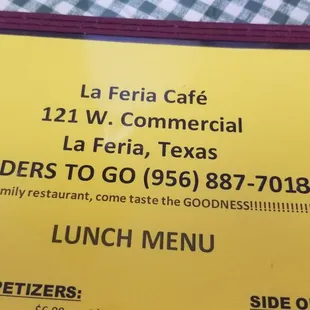 La Feria Café
121 W. Commercial
La Feria, Texas
DERS TO GO (956) 887-7018
mily restaurant, come taste the GOODNESS!!!!!!!!!!!!!!
LUNCH MENU
PETIZERS:
SIDE O